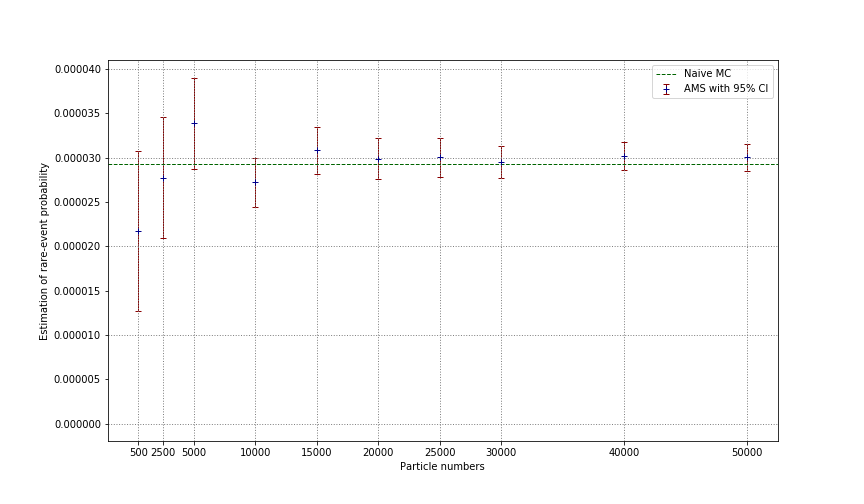 Naive MC
AMS with 95% CI
Estimation of rare-event probability
0.000040
0.000035
0.000030
0.000025
0.000020
0.000015
0.000010
0.000005
0.000000
500 2500 5000 10000 15000 20000 25000 30000 40000 50000
Particle numbers